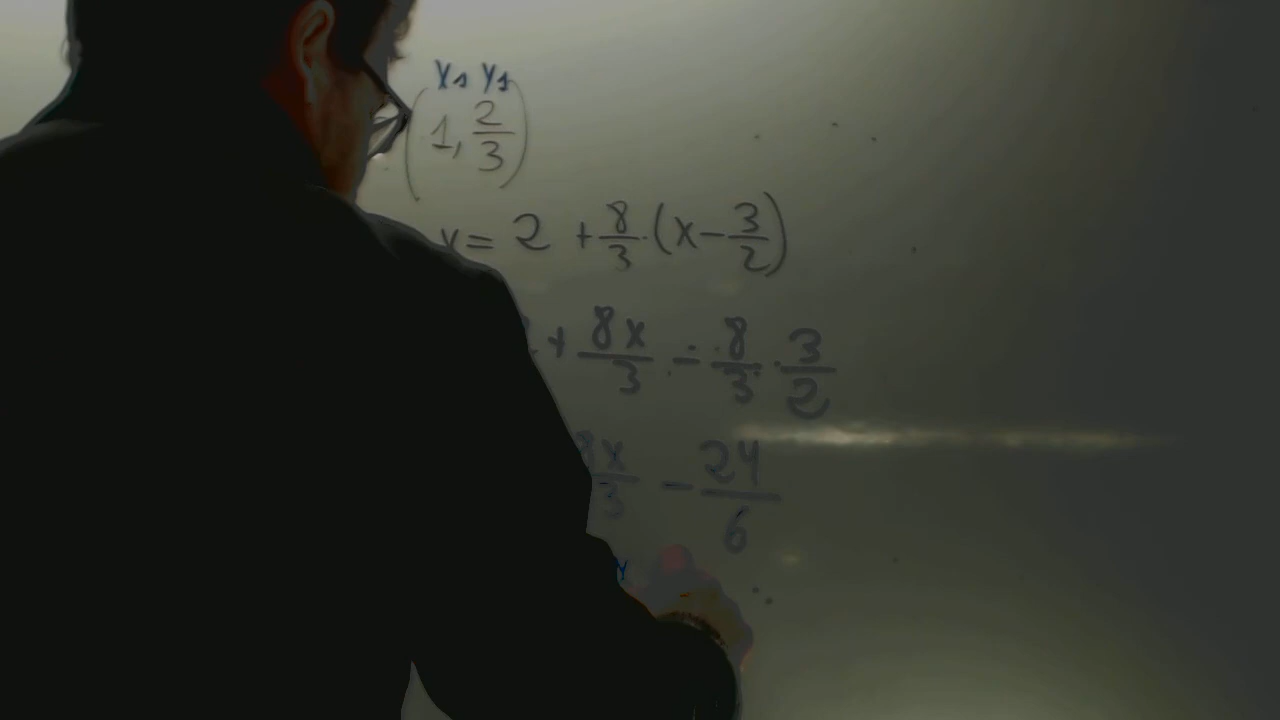 x₁ y₁
(1, 2/3)
y = 2 + 8/3 · (x - 3/2)
+ 8x/3 - 8/3 · 3/2
8x/3 - 24/6
y